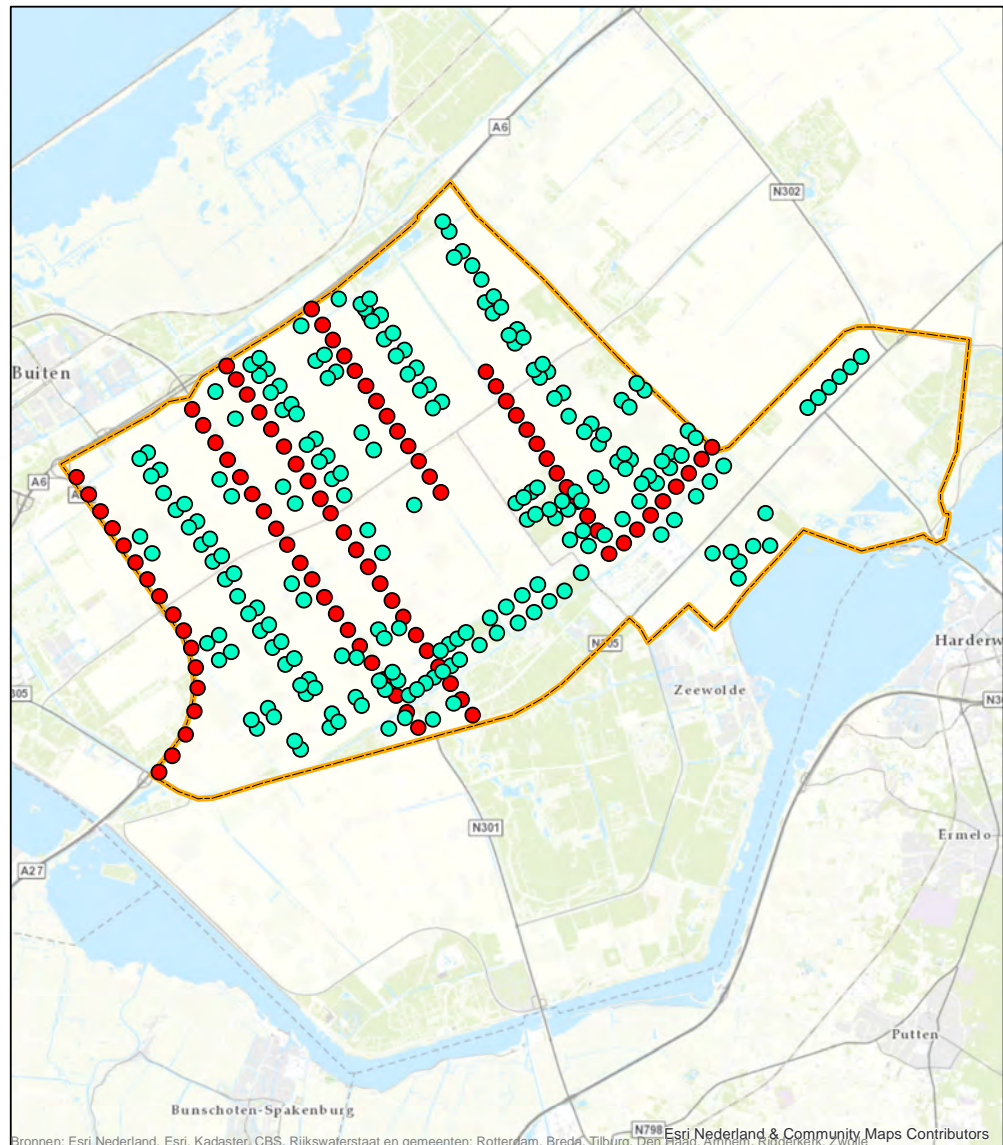 A6
N302
Buiten
A6
N305
Harderw
Zeewolde
305
N30
N301
Ermelo
A27
Putten
Bunschoten-Spakenburg
N798
Esri Nederland & Community Maps Contributors
Bronnen: Esri Nederland, Esri, Kadaster, CBS, Rijkswaterstaat en gemeenten: Rotterdam, Breda, Tilburg, Den Haag, Arnhem, Ridderkerk, Zwolle